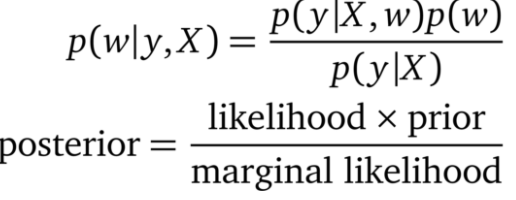 p(w|y, X) = p(y|X, w)p(w) / p(y|X)
posterior = likelihood × prior / marginal likelihood